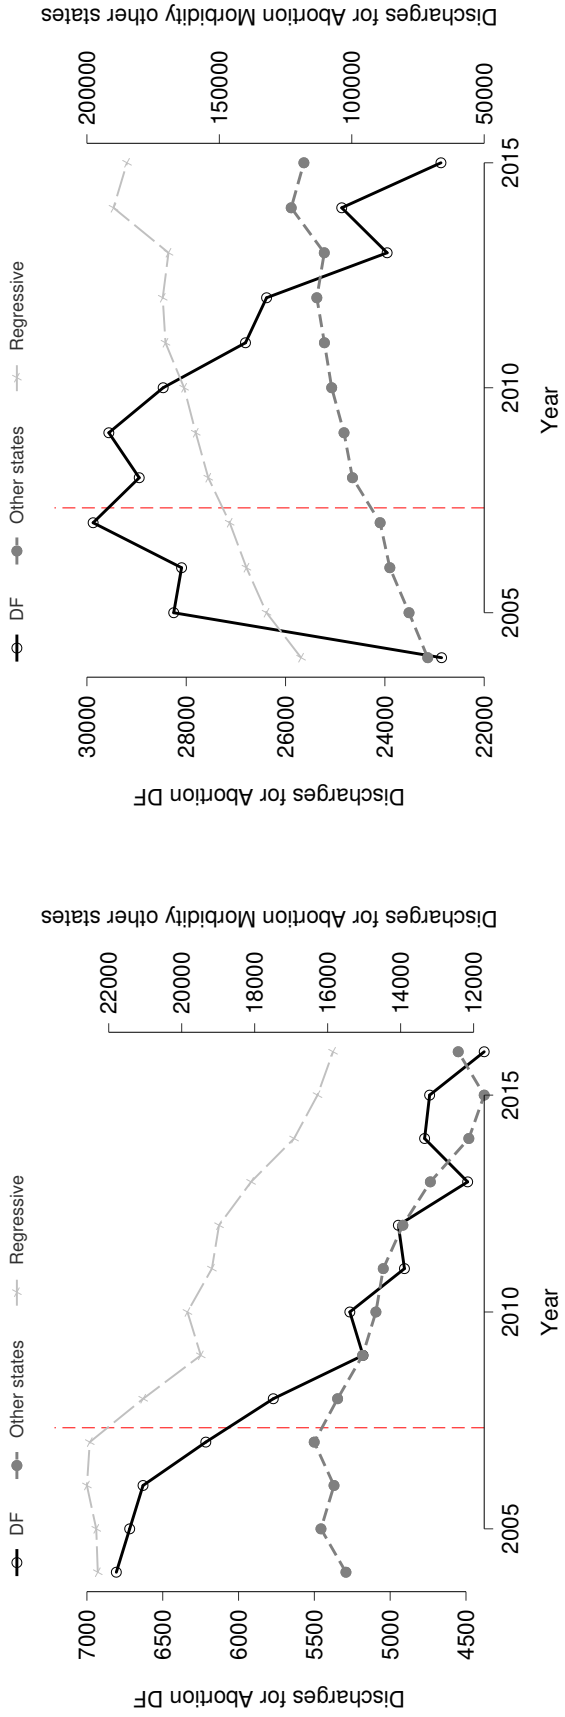 DF Other states Regressive
Discharges for Abortion DF
7000
6500
6000
5500
5000
4500
2005 2010 2015
Year
22000
20000
18000
16000
14000
12000
Discharges for Abortion Morbidity other states
DF Other states Regressive
Discharges for Abortion DF
30000
28000
26000
24000
22000
2005 2010 2015
Year
200000
150000
100000
50000
Discharges for Abortion Morbidity other states